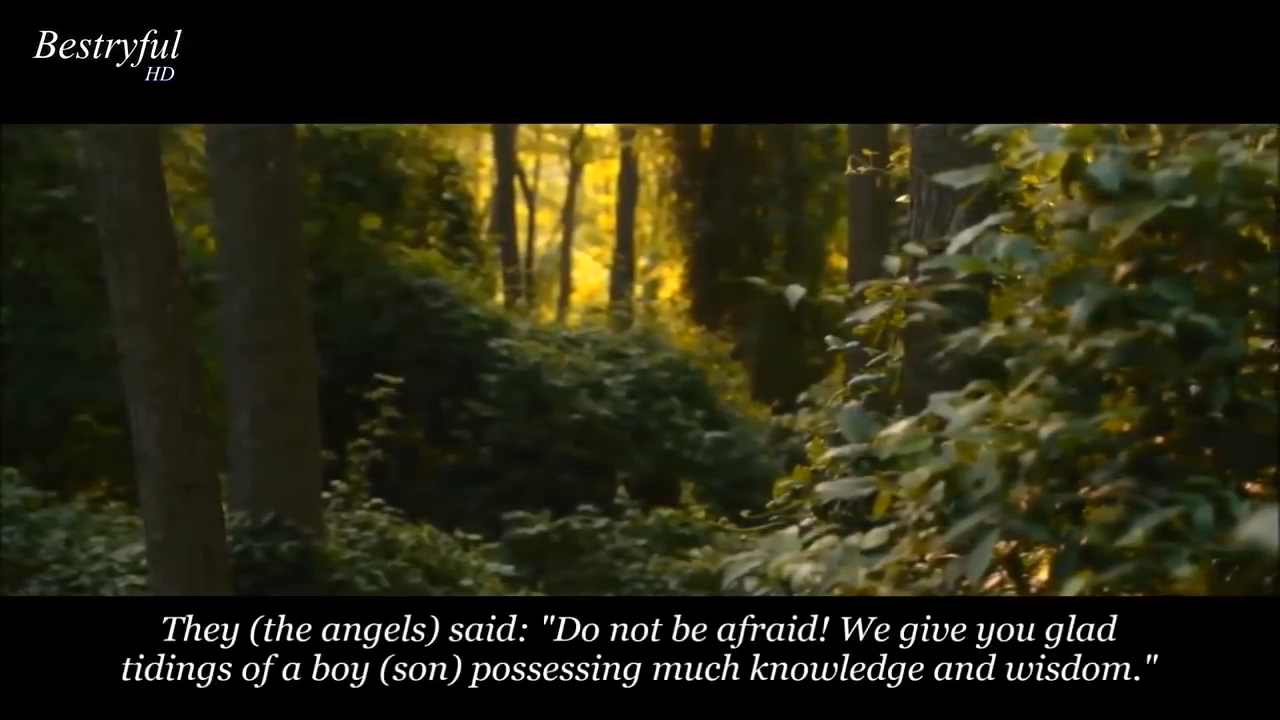 Bestryful
HD
They (the angels) said: "Do not be afraid! We give you glad
tidings of a boy (son) possessing much knowledge and wisdom."